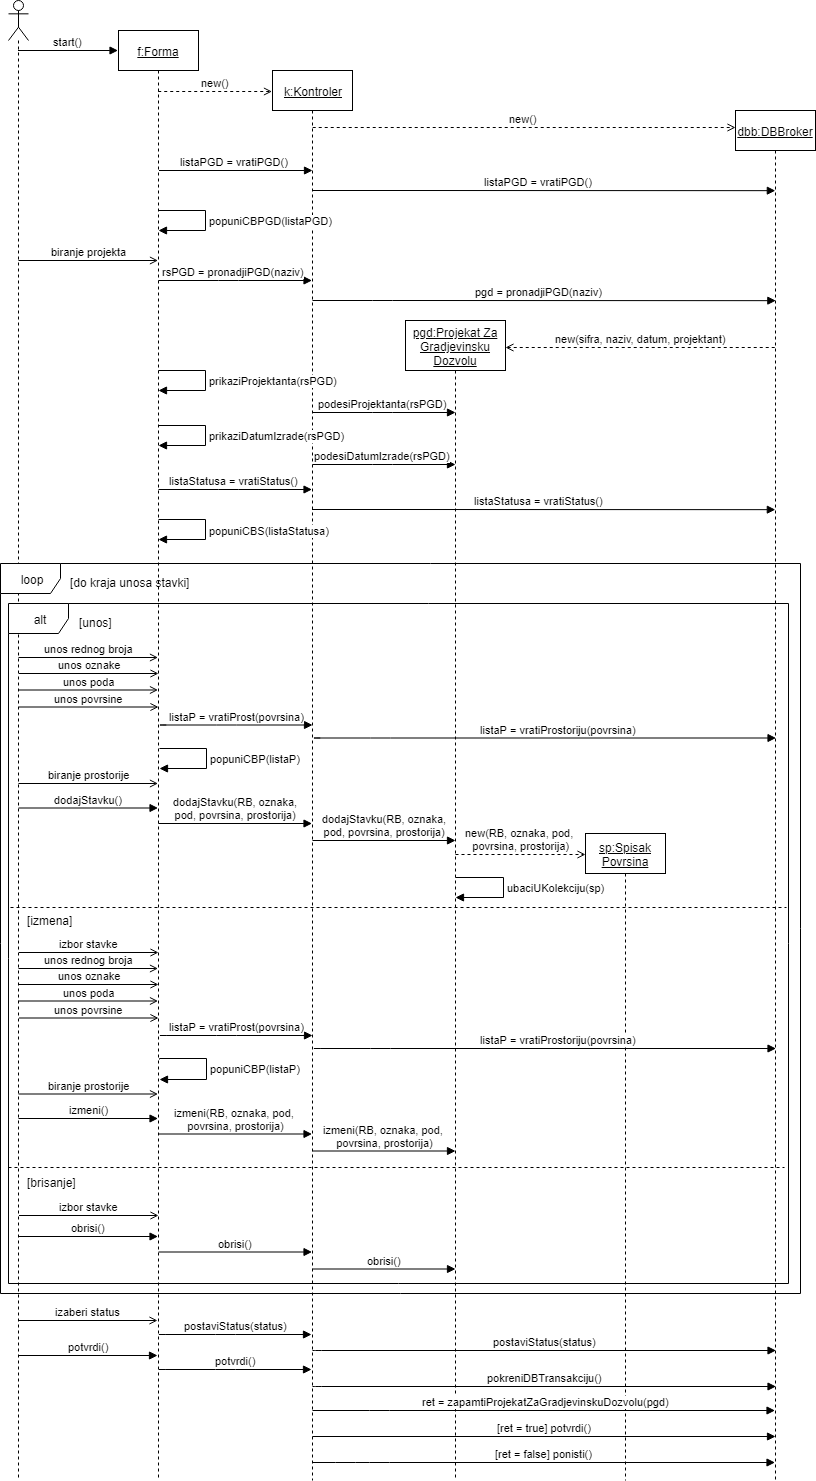 start()
f:Forma
new()
k:Kontroler
new()
dbb:DBBroker
listaPGD = vratiPGD()
listaPGD = vratiPGD()
popuniCBPGD(listaPGD)
biranje projekta
rsPGD = pronadjiPGD(naziv)
pgd = pronadjiPGD(naziv)
pgd:Projekat Za
Gradjevinsku
Dozvolu
new(sifra, naziv, datum, projektant)
prikaziProjektanta(rsPGD)
podesiProjektanta(rsPGD)
prikaziDatumIzrade(rsPGD)
podesiDatumIzrade(rsPGD)
listaStatusa = vratiStatus()
listaStatusa = vratiStatus()
popuniCBS(listaStatusa)
loop
[do kraja unosa stavki]
alt
[unos]
unos rednog broja
unos oznake
unos poda
unos povrsine
listaP = vratiProst(povrsina)
listaP = vratiProstoriju(povrsina)
popuniCBP(listaP)
biranje prostorije
dodajStavku()
dodajStavku(RB, oznaka,
pod, povrsina, prostorija)
dodajStavku(RB, oznaka,
pod, povrsina, prostorija)
new(RB, oznaka, pod,
povrsina, prostorija)
sp:Spisak
Povrsina
ubaciUKolekciju(sp)
[izmena]
izbor stavke
unos rednog broja
unos oznake
unos poda
unos povrsine
listaP = vratiProst(povrsina)
listaP = vratiProstoriju(povrsina)
popuniCBP(listaP)
biranje prostorije
izmeni()
izmeni(RB, oznaka, pod,
povrsina, prostorija)
izmeni(RB, oznaka, pod,
povrsina, prostorija)
[brisanje]
izbor stavke
obrisi()
obrisi()
obrisi()
izaberi status
postaviStatus(status)
postaviStatus(status)
potvrdi()
potvrdi()
pokreniDBTransakciju()
ret = zapamtiProjekatZaGradjevinskuDozvolu(pgd)
[ret = true] potvrdi()
[ret = false] ponisti()